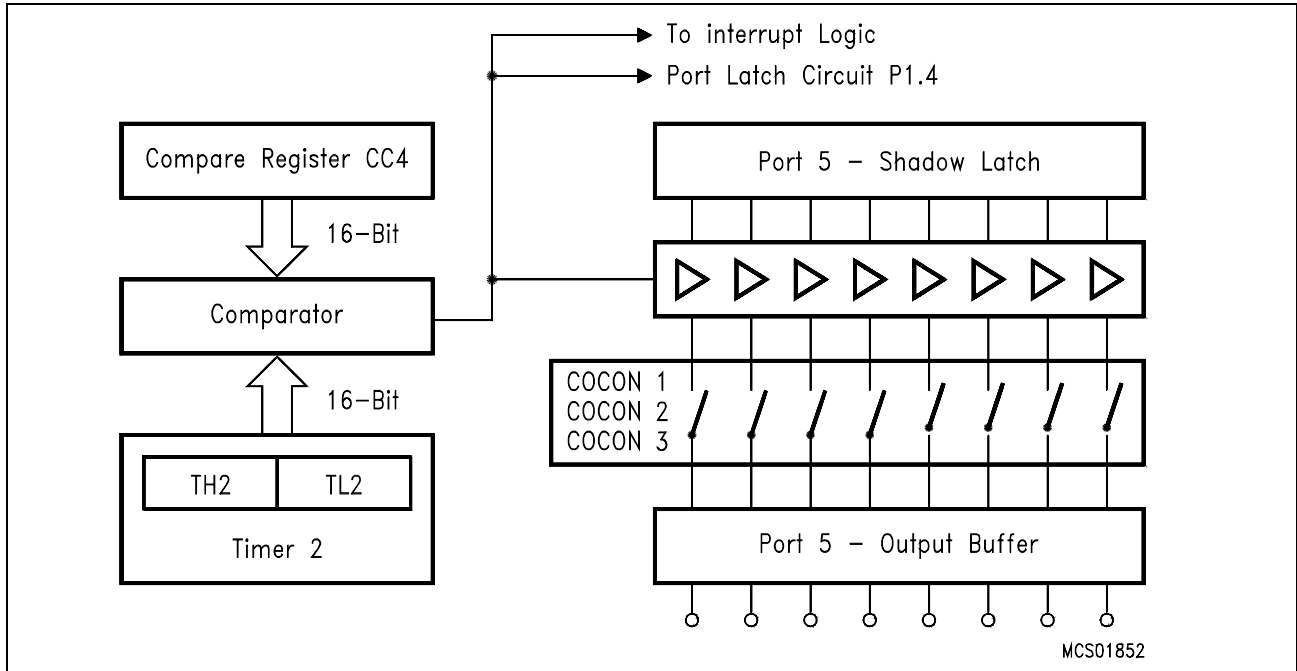 To interrupt Logic
Port Latch Circuit P1.4
Compare Register CC4
Port 5 – Shadow Latch
16–Bit
Comparator
16–Bit
COCON 1
COCON 2
COCON 3
TH2 TL2
Timer 2
Port 5 – Output Buffer
MCS01852